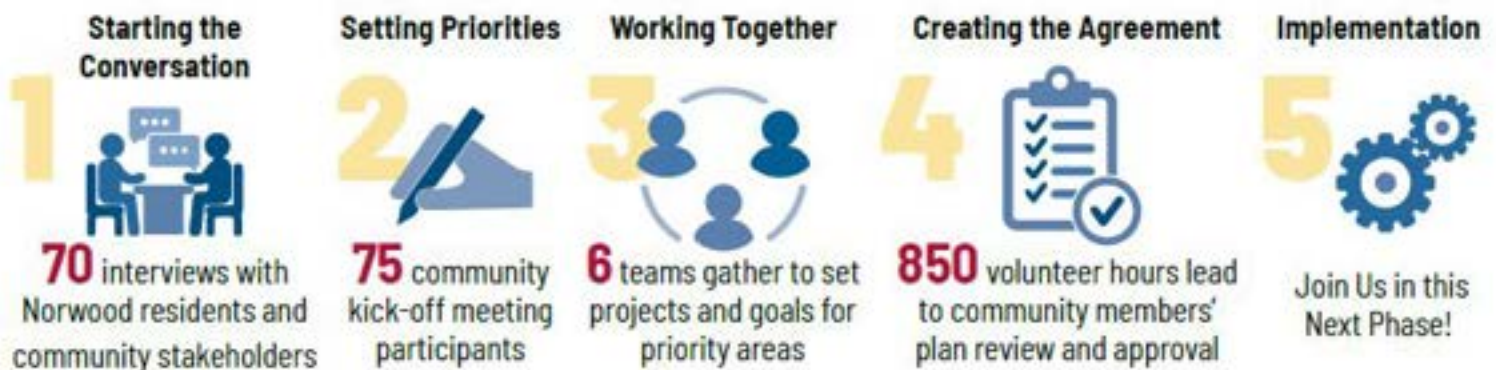 Starting the
Conversation
1
70 interviews with
Norwood residents and
community stakeholders
Setting Priorities
2
75 community
kick-off meeting
participants
Working Together
3
6 teams gather to set
projects and goals for
priority areas
Creating the Agreement
4
850 volunteer hours lead
to community members'
plan review and approval
Implementation
5
Join Us in this
Next Phase!